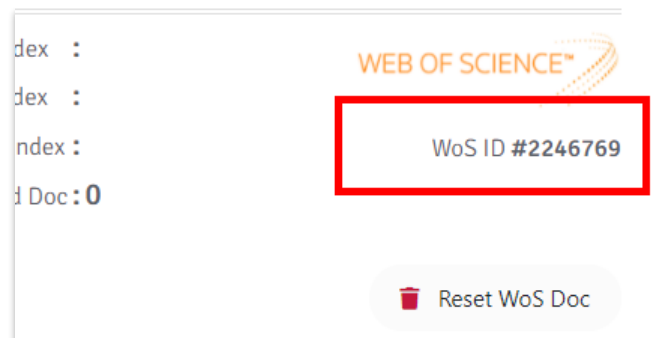 dex :
WEB OF SCIENCE™
dex :
ndex :
WoS ID #2246769
d Doc : 0
Reset WoS Doc